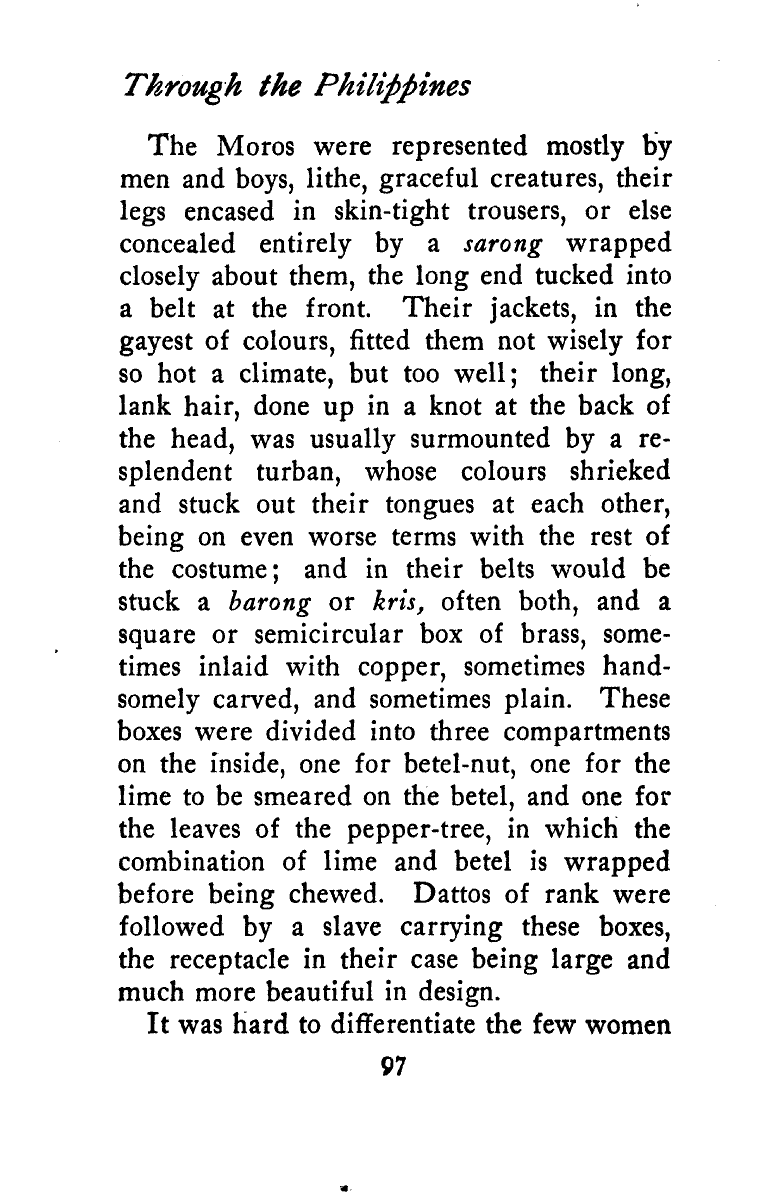 Through the Philippines
The Moros were represented mostly by
men and boys, lithe, graceful creatures, their
legs encased in skin-tight trousers, or else
concealed entirely by a sarong wrapped
closely about them, the long end tucked into
a belt at the front. Their jackets, in the
gayest of colours, fitted them not wisely for
so hot a climate, but too well; their long,
lank hair, done up in a knot at the back of
the head, was usually surmounted by a re-
splendent turban, whose colours shrieked
and stuck out their tongues at each other,
being on even worse terms with the rest of
the costume; and in their belts would be
stuck a barong or kris, often both, and a
square or semicircular box of brass, some-
times inlaid with copper, sometimes hand-
somely carved, and sometimes plain. These
boxes were divided into three compartments
on the inside, one for betel-nut, one for the
lime to be smeared on the betel, and one for
the leaves of the pepper-tree, in which the
combination of lime and betel is wrapped
before being chewed. Dattos of rank were
followed by a slave carrying these boxes,
the receptacle in their case being large and
much more beautiful in design.
It was hard to differentiate the few women
97